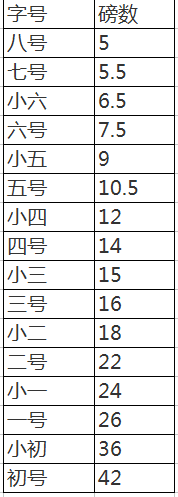 字号 磅数
八号 5
七号 5.5
小六 6.5
六号 7.5
小五 9
五号 10.5
小四 12
四号 14
小三 15
三号 16
小二 18
二号 22
小一 24
一号 26
小初 36
初号 42